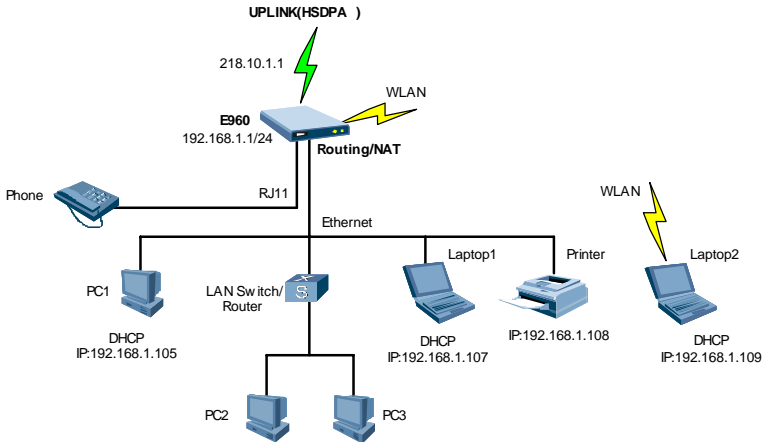 UPLINK(HSDPA )
218.10.1.1
WLAN
E960
192.168.1.1/24
Routing/NAT
Phone
RJ11
WLAN
Ethernet
Laptop1
Printer
Laptop2
PC1
LAN Switch/
Router
S
DHCP
IP:192.168.1.105
DHCP
IP:192.168.1.107
IP:192.168.1.108
DHCP
IP:192.168.1.109
PC2
PC3